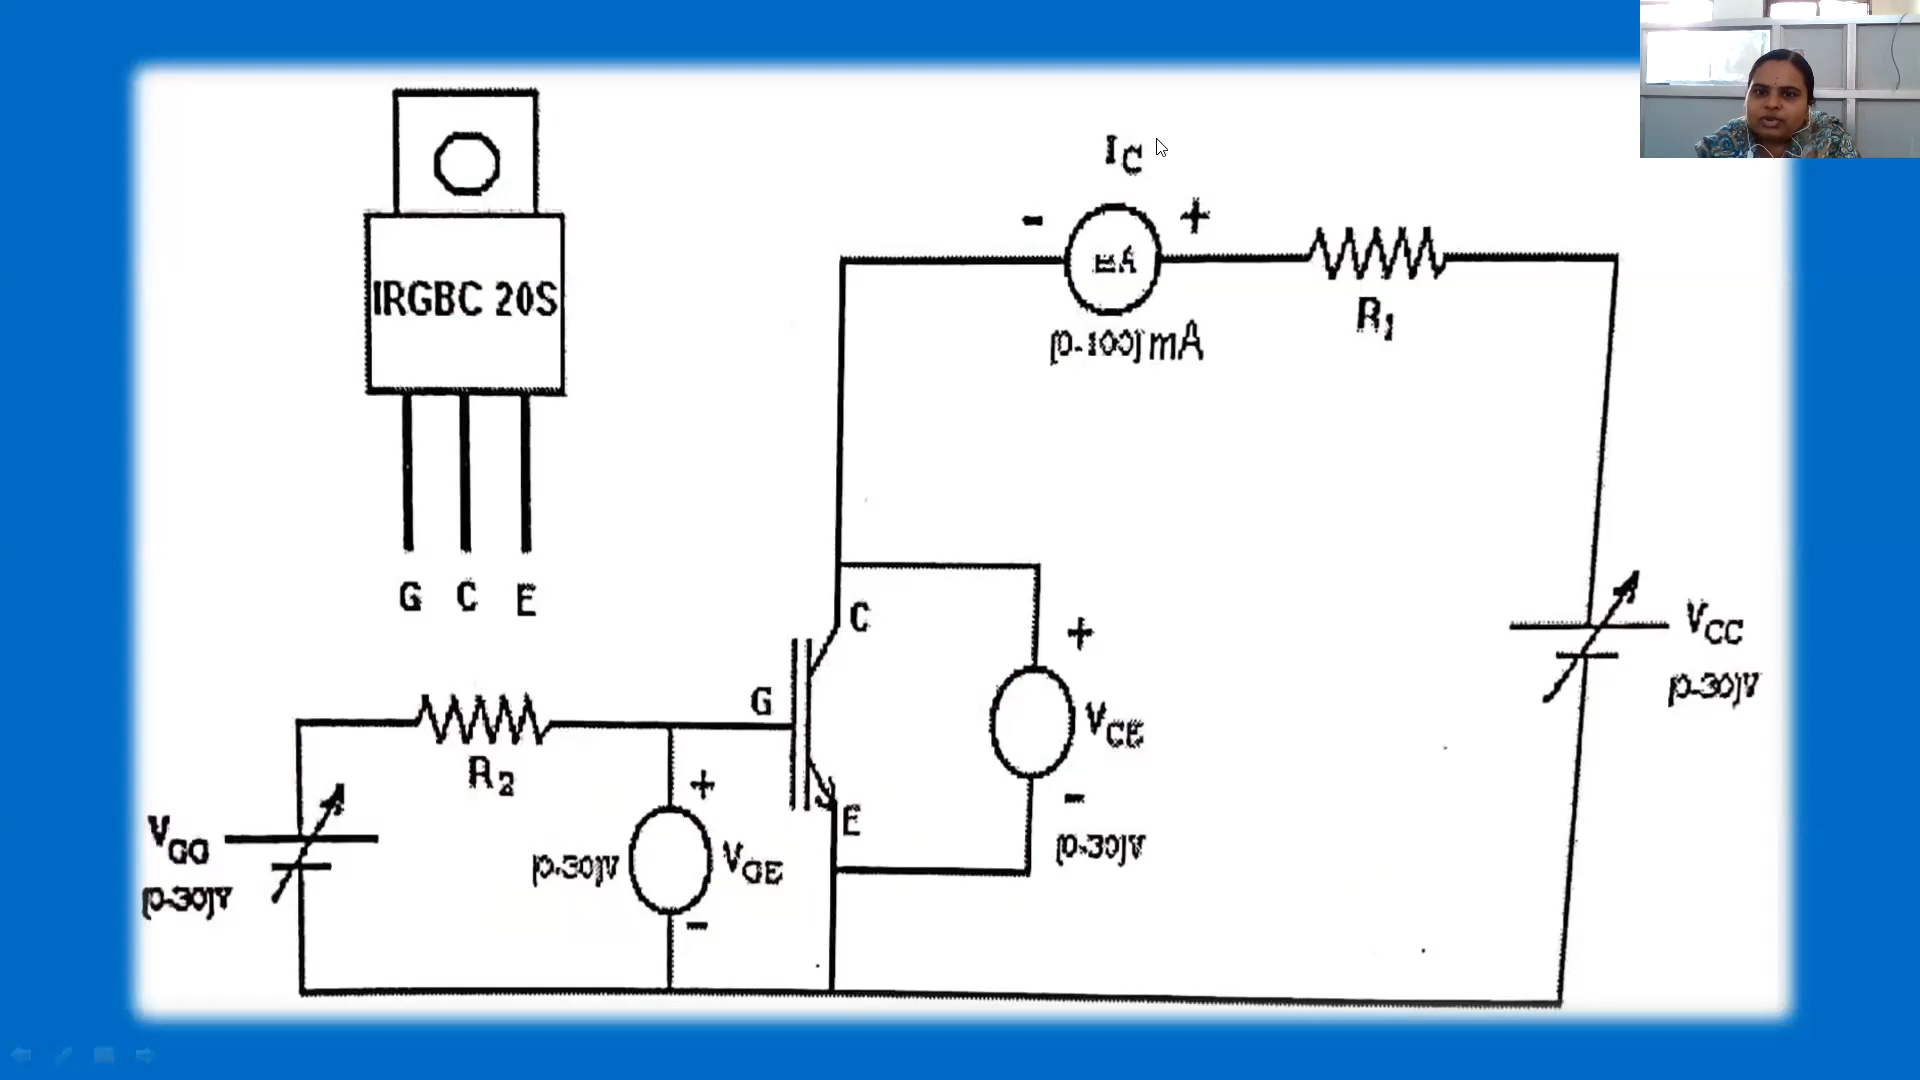 IRGBC 20S
G C E
IC
- +
mA
[0-100] mA
R1
C
+
VCC
[0-30]V
G
VCE
R2
+
-
E
[0-30]V
VGG
[0-30]V
[0-30]V
VGE
-